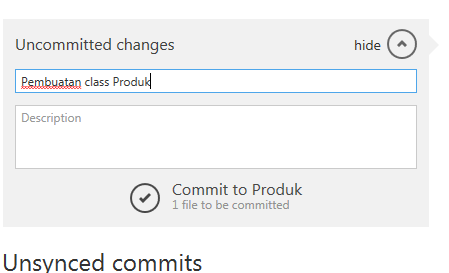 Uncommitted changes
hide
Pembuatan class Produk
Description
Commit to Produk
1 file to be committed
Unsynced commits